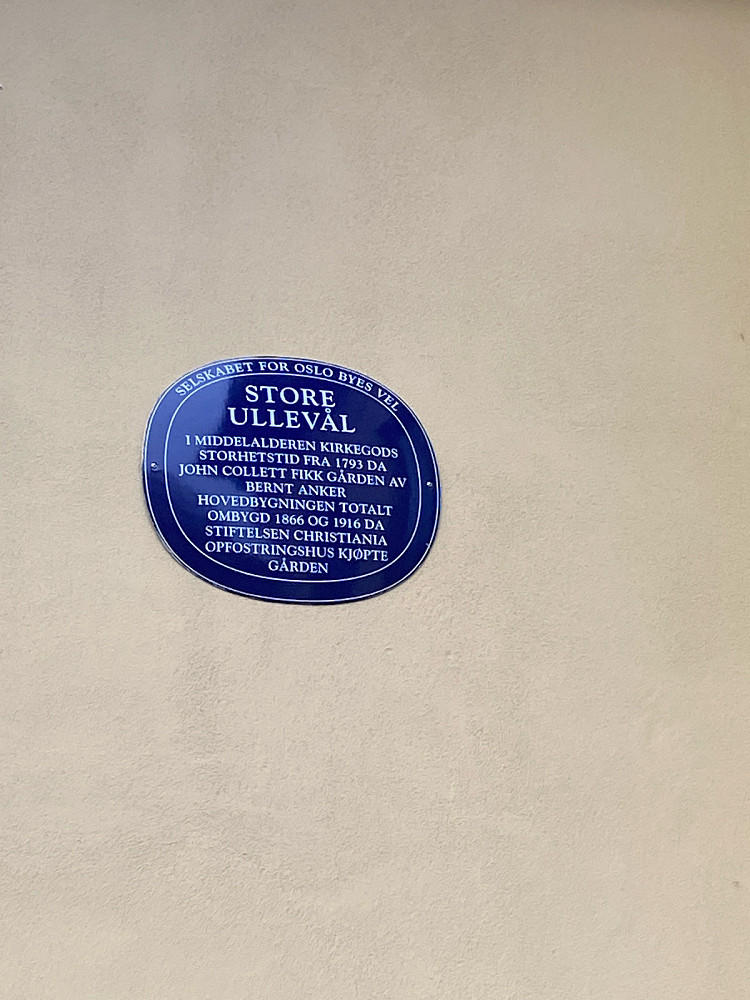 SELSKABET FOR OSLO BYES VEL
STORE
ULLEVÅL
I MIDDELALDEREN KIRKEGODS
STORHETSTID FRA 1793 DA
JOHN COLLETT FIKK GÅRDEN AV
BERNT ANKER
HOVEDBYGNINGEN TOTALT
OMBYGD 1866 OG 1916 DA
STIFTELSEN CHRISTIANIA
OPFOSTRINGSHUS KJØPTE
GÅRDEN